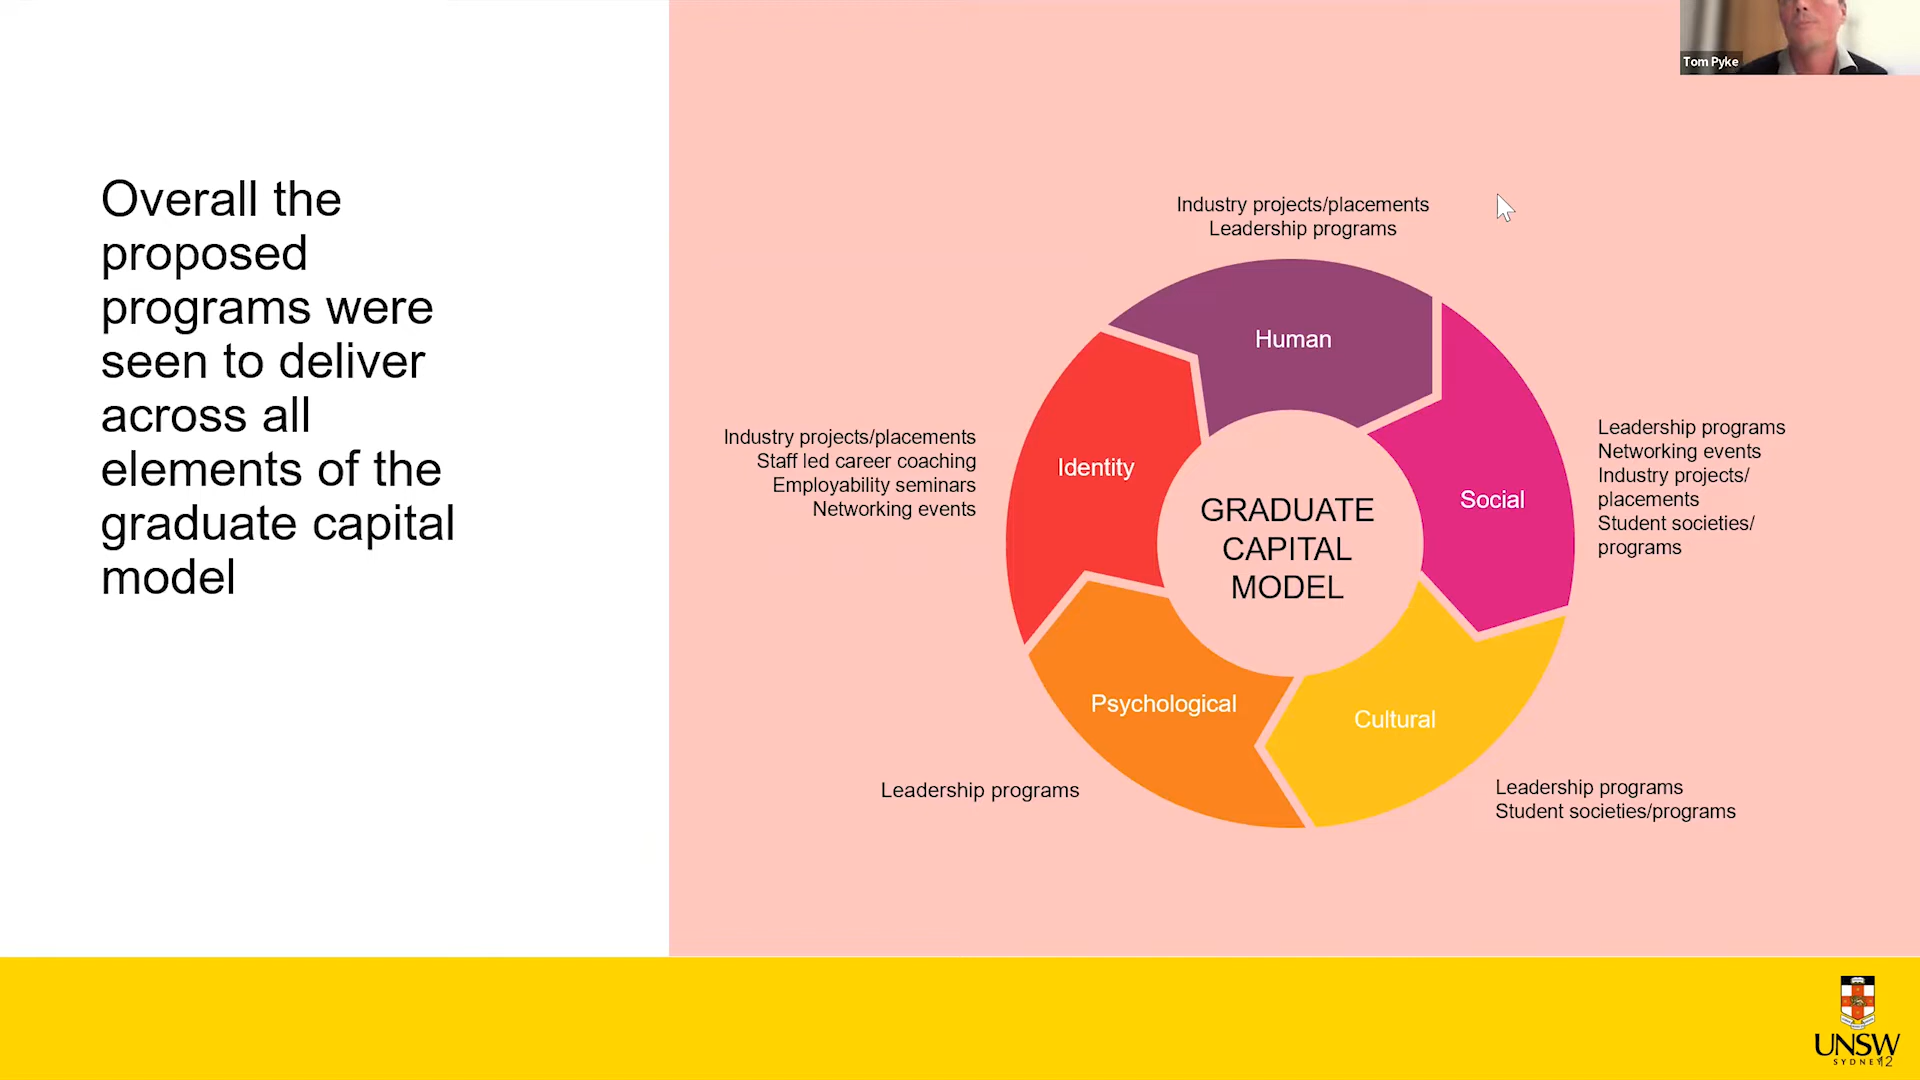 Tom Pyke
Overall the
proposed
programs were
seen to deliver
across all
elements of the
graduate capital
model
Industry projects/placements
Leadership programs
Human
Industry projects/placements
Staff led career coaching
Employability seminars
Networking events
Identity
GRADUATE
CAPITAL
MODEL
Social
Leadership programs
Networking events
Industry projects/
placements
Student societies/
programs
Psychological
Cultural
Leadership programs
Leadership programs
Student societies/programs
UNSW
SYDNEY
12